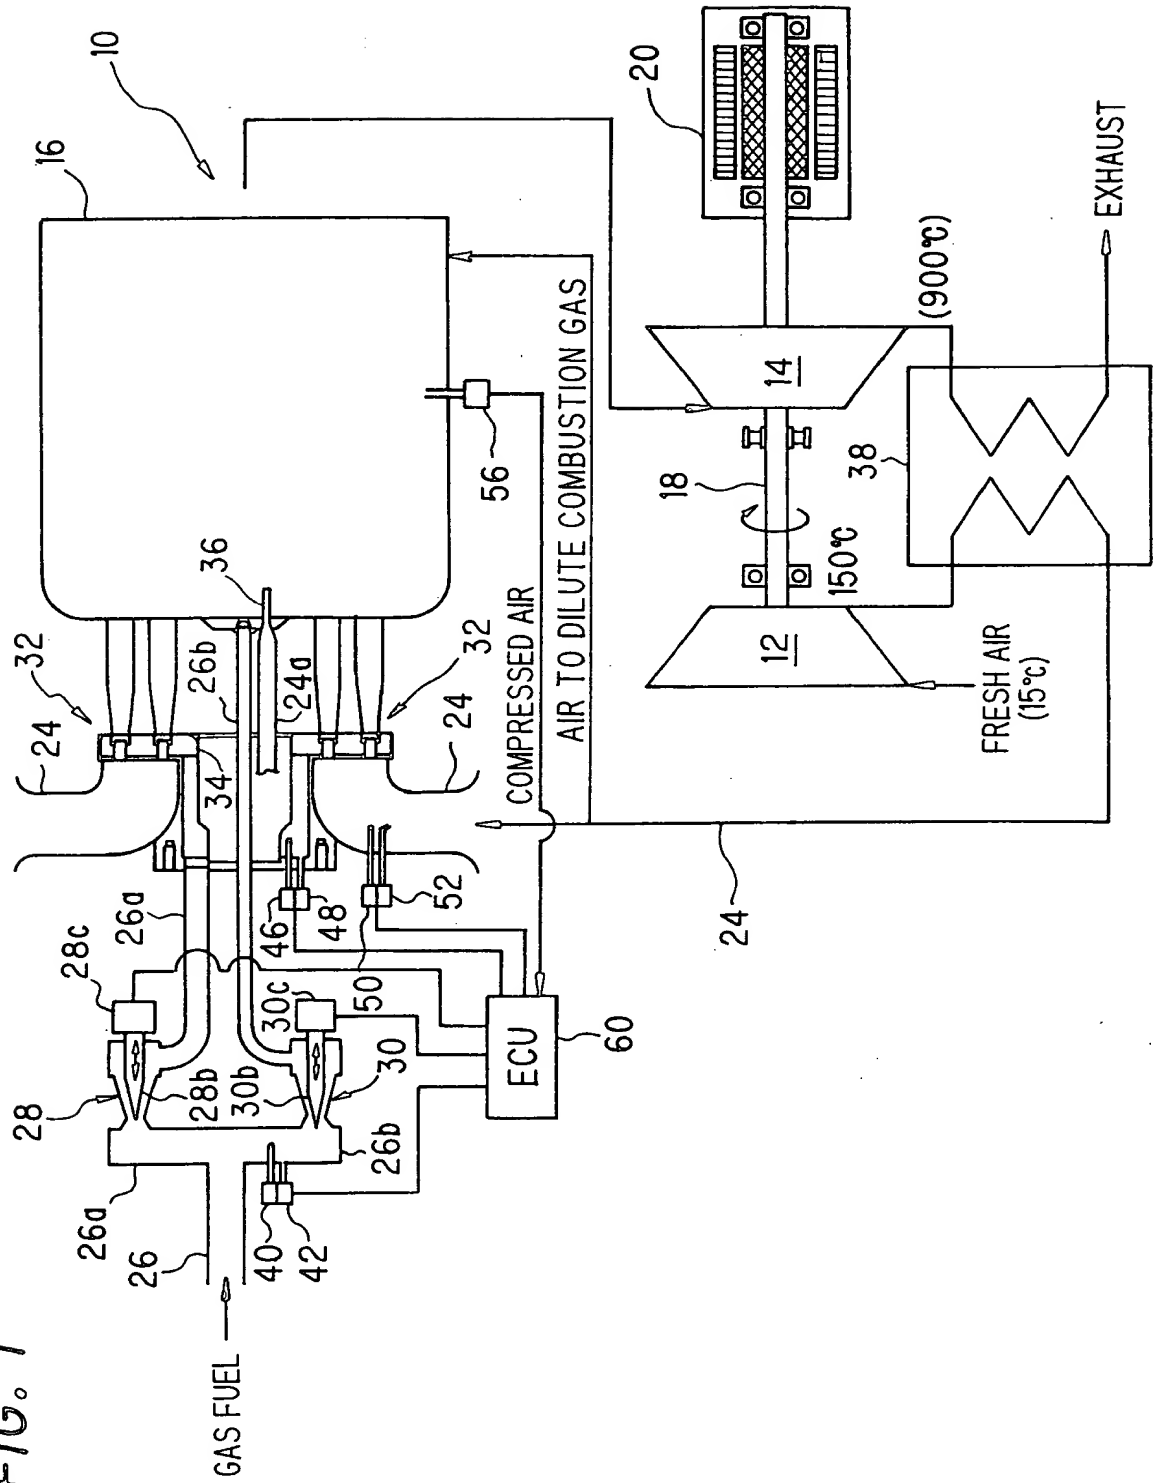 FIG. 1
10
16
20
32
24
36
26b
24a
32
24
34
COMPRESSED AIR
AIR TO DILUTE COMBUSTION GAS
56
18
14
(900°C)
38
EXHAUST
150°C
12
FRESH AIR
(15°C)
24
26a
28c
28
28b
30b
30c
30
46
48
50
52
ECU
60
26a
26b
26
40
42
GAS FUEL